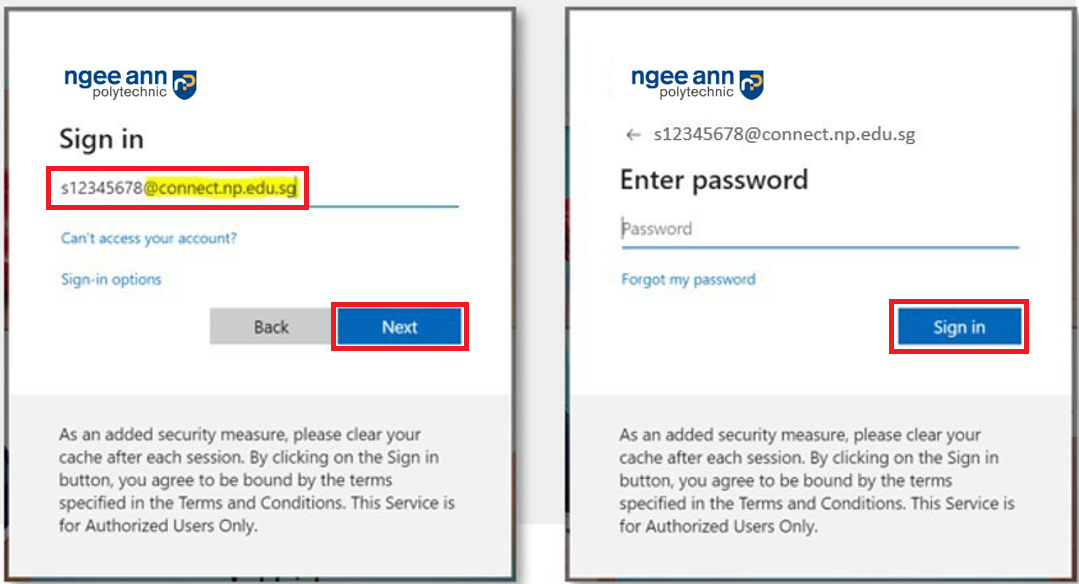 ngee ann
polytechnic
Sign in
s12345678@connect.np.edu.sg
Can't access your account?
Sign-in options
Back
Next
As an added security measure, please clear your
cache after each session. By clicking on the Sign in
button, you agree to be bound by the terms
specified in the Terms and Conditions. This Service is
for Authorized Users Only.
ngee ann
polytechnic
← s12345678@connect.np.edu.sg
Enter password
Password
Forgot my password
Sign in
As an added security measure, please clear your
cache after each session. By clicking on the Sign in
button, you agree to be bound by the terms
specified in the Terms and Conditions. This Service is
for Authorized Users Only.